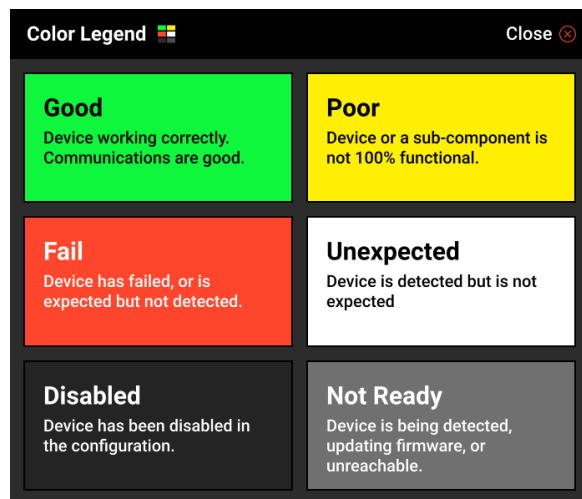 Color Legend
Close
Good
Device working correctly.
Communications are good.
Poor
Device or a sub-component is
not 100% functional.
Fail
Device has failed, or is
expected but not detected.
Unexpected
Device is detected but is not
expected
Disabled
Device has been disabled in
the configuration.
Not Ready
Device is being detected,
updating firmware, or
unreachable.